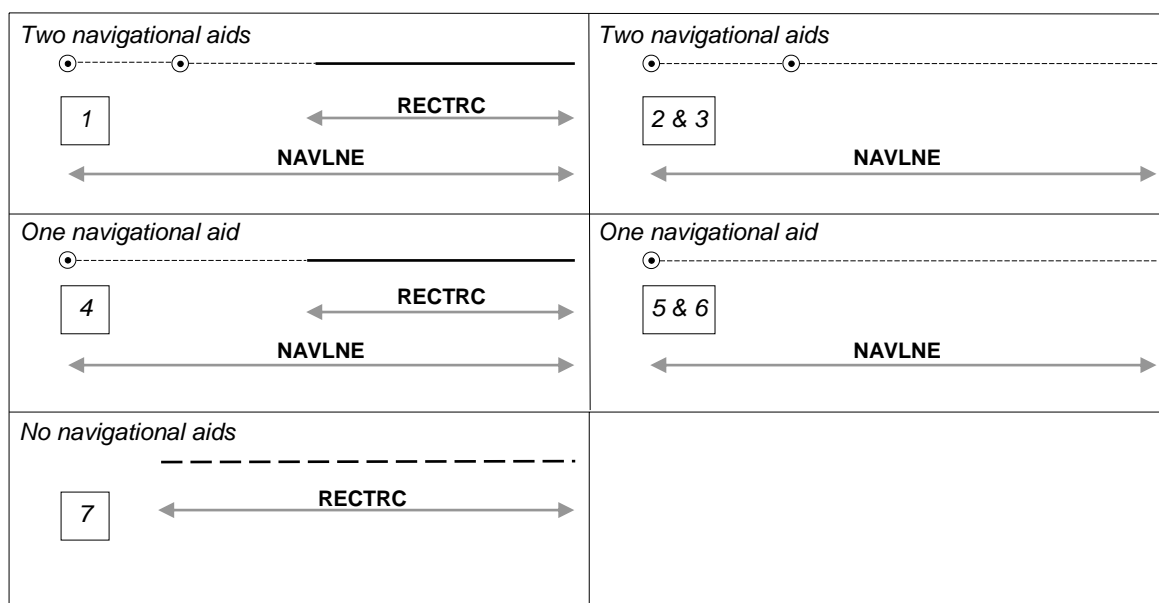 Two navigational aids
RECTRC
1
NAVLNE
Two navigational aids
2 & 3
NAVLNE
One navigational aid
RECTRC
4
NAVLNE
One navigational aid
5 & 6
NAVLNE
No navigational aids
RECTRC
7